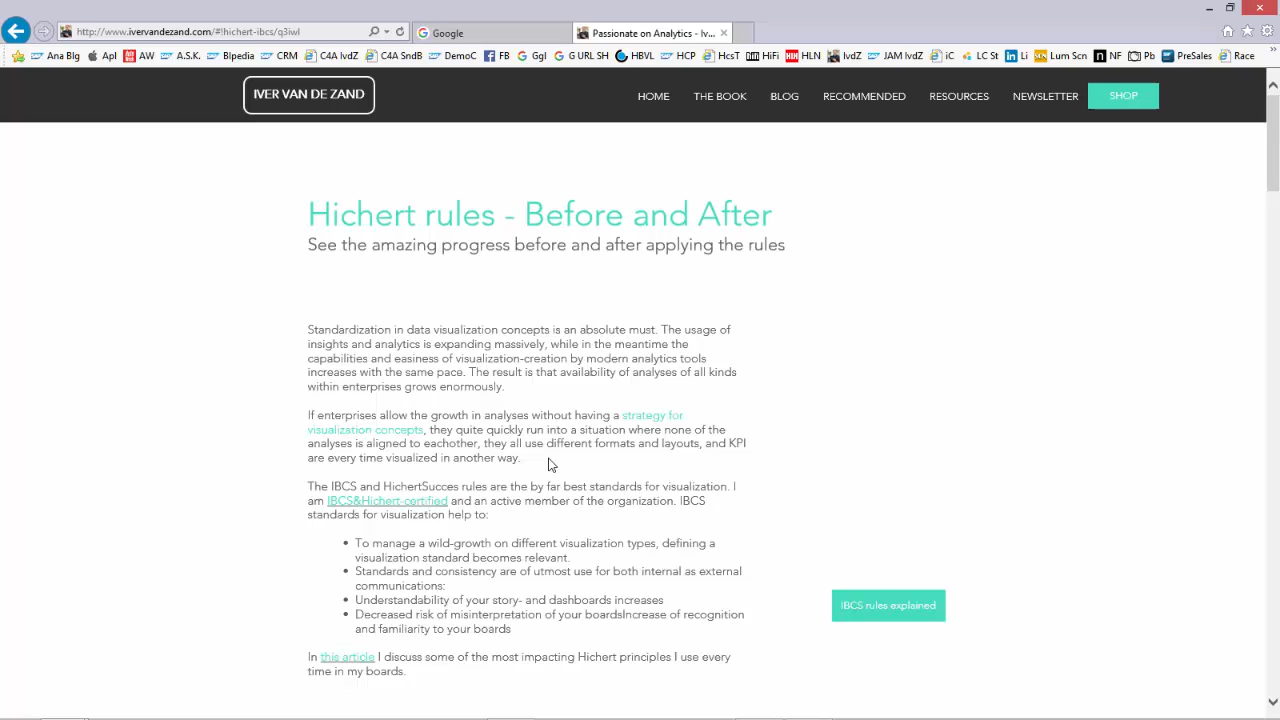 http://www.ivervandezand.com/#!hichert-ibcs/q3iwl
Google
Passionate on Analytics - Iv...
Ana Blg
Apl
AW
A.S.K.
BIpedia
CRM
C4A IvdZ
C4A SndB
DemoC
FB
Ggl
G URL SH
HBVL
HcsT
HiFi
HLN
IvdZ
JAM IvdZ
iC
LC St
Li
Lum Scn
NF
Pb
PreSales
Race
IVER VAN DE ZAND
HOME
THE BOOK
BLOG
RECOMMENDED
RESOURCES
NEWSLETTER
SHOP
Hichert rules - Before and After
See the amazing progress before and after applying the rules
Standardization in data visualization concepts is an absolute must. The usage of
insights and analytics is expanding massively, while in the meantime the
capabilities and easiness of visualization-creation by modern analytics tools
increases with the same pace. The result is that availability of analyses of all kinds
within enterprises grows enormously.
If enterprises allow the growth in analyses without having a strategy for
visualization concepts, they quite quickly run into a situation where none of the
analyses is aligned to eachother, they all use different formats and layouts, and KPI
are every time visualized in another way.
The IBCS and HichertSucces rules are the by far best standards for visualization. I
am IBCS&Hichert-certified and an active member of the organization. IBCS
standards for visualization help to:
• To manage a wild-growth on different visualization types, defining a
visualization standard becomes relevant.
• Standards and consistency are of utmost use for both internal as external
communications:
• Understandability of your story- and dashboards increases
• Decreased risk of misinterpretation of your boardsIncrease of recognition
and familiarity to your boards
IBCS rules explained
In this article I discuss some of the most impacting Hichert principles I use every
time in my boards.